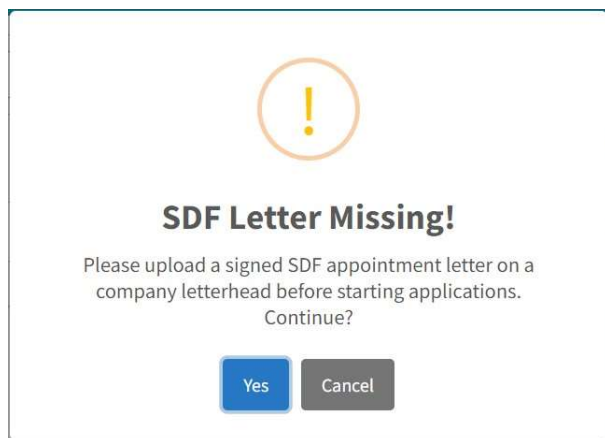 !
SDF Letter Missing!
Please upload a signed SDF appointment letter on a
company letterhead before starting applications.
Continue?
Yes Cancel